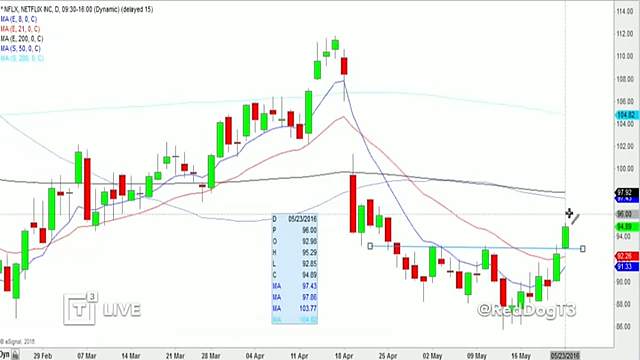 * NFLX, NETFLIX INC, D, 09:30-16:00 (Dynamic) (delayed 15)
MA (E, 8, 0, C)
MA (E, 21, 0, C)
MA (E, 200, 0, C)
MA (S, 50, 0, C)
MA (S, 200, 0, C)
114.00
112.00
110.00
108.00
106.00
104.82
104.00
102.00
100.00
97.92
97.43
96.00
94.89
94.00
92.26
91.33
90.00
88.00
86.00
D 05/23/2016
P 96.00
O 92.98
H 95.29
L 92.85
C 94.89
MA 97.43
MA 97.86
MA 103.77
MA 104.82
T3 LIVE
@RedDogT3
© eSignal, 2016
Dyn 29 Feb 07 Mar 14 Mar 21 Mar 28 Mar 04 Apr 11 Apr 18 Apr 25 Apr 02 May 09 May 16 May 05/23/2016